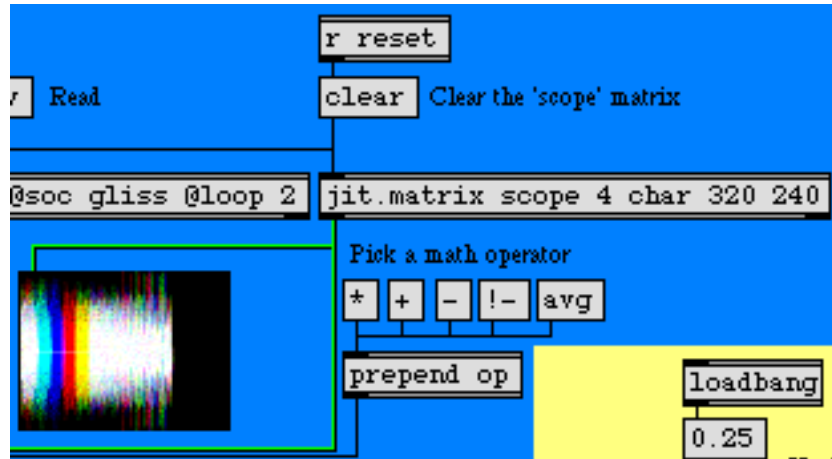 r reset
Read
clear
Clear the 'scope' matrix
@soc gliss @loop 2
jit.matrix scope 4 char 320 240
Pick a math operator
* + - !- avg
prepend op
loadbang
0.25